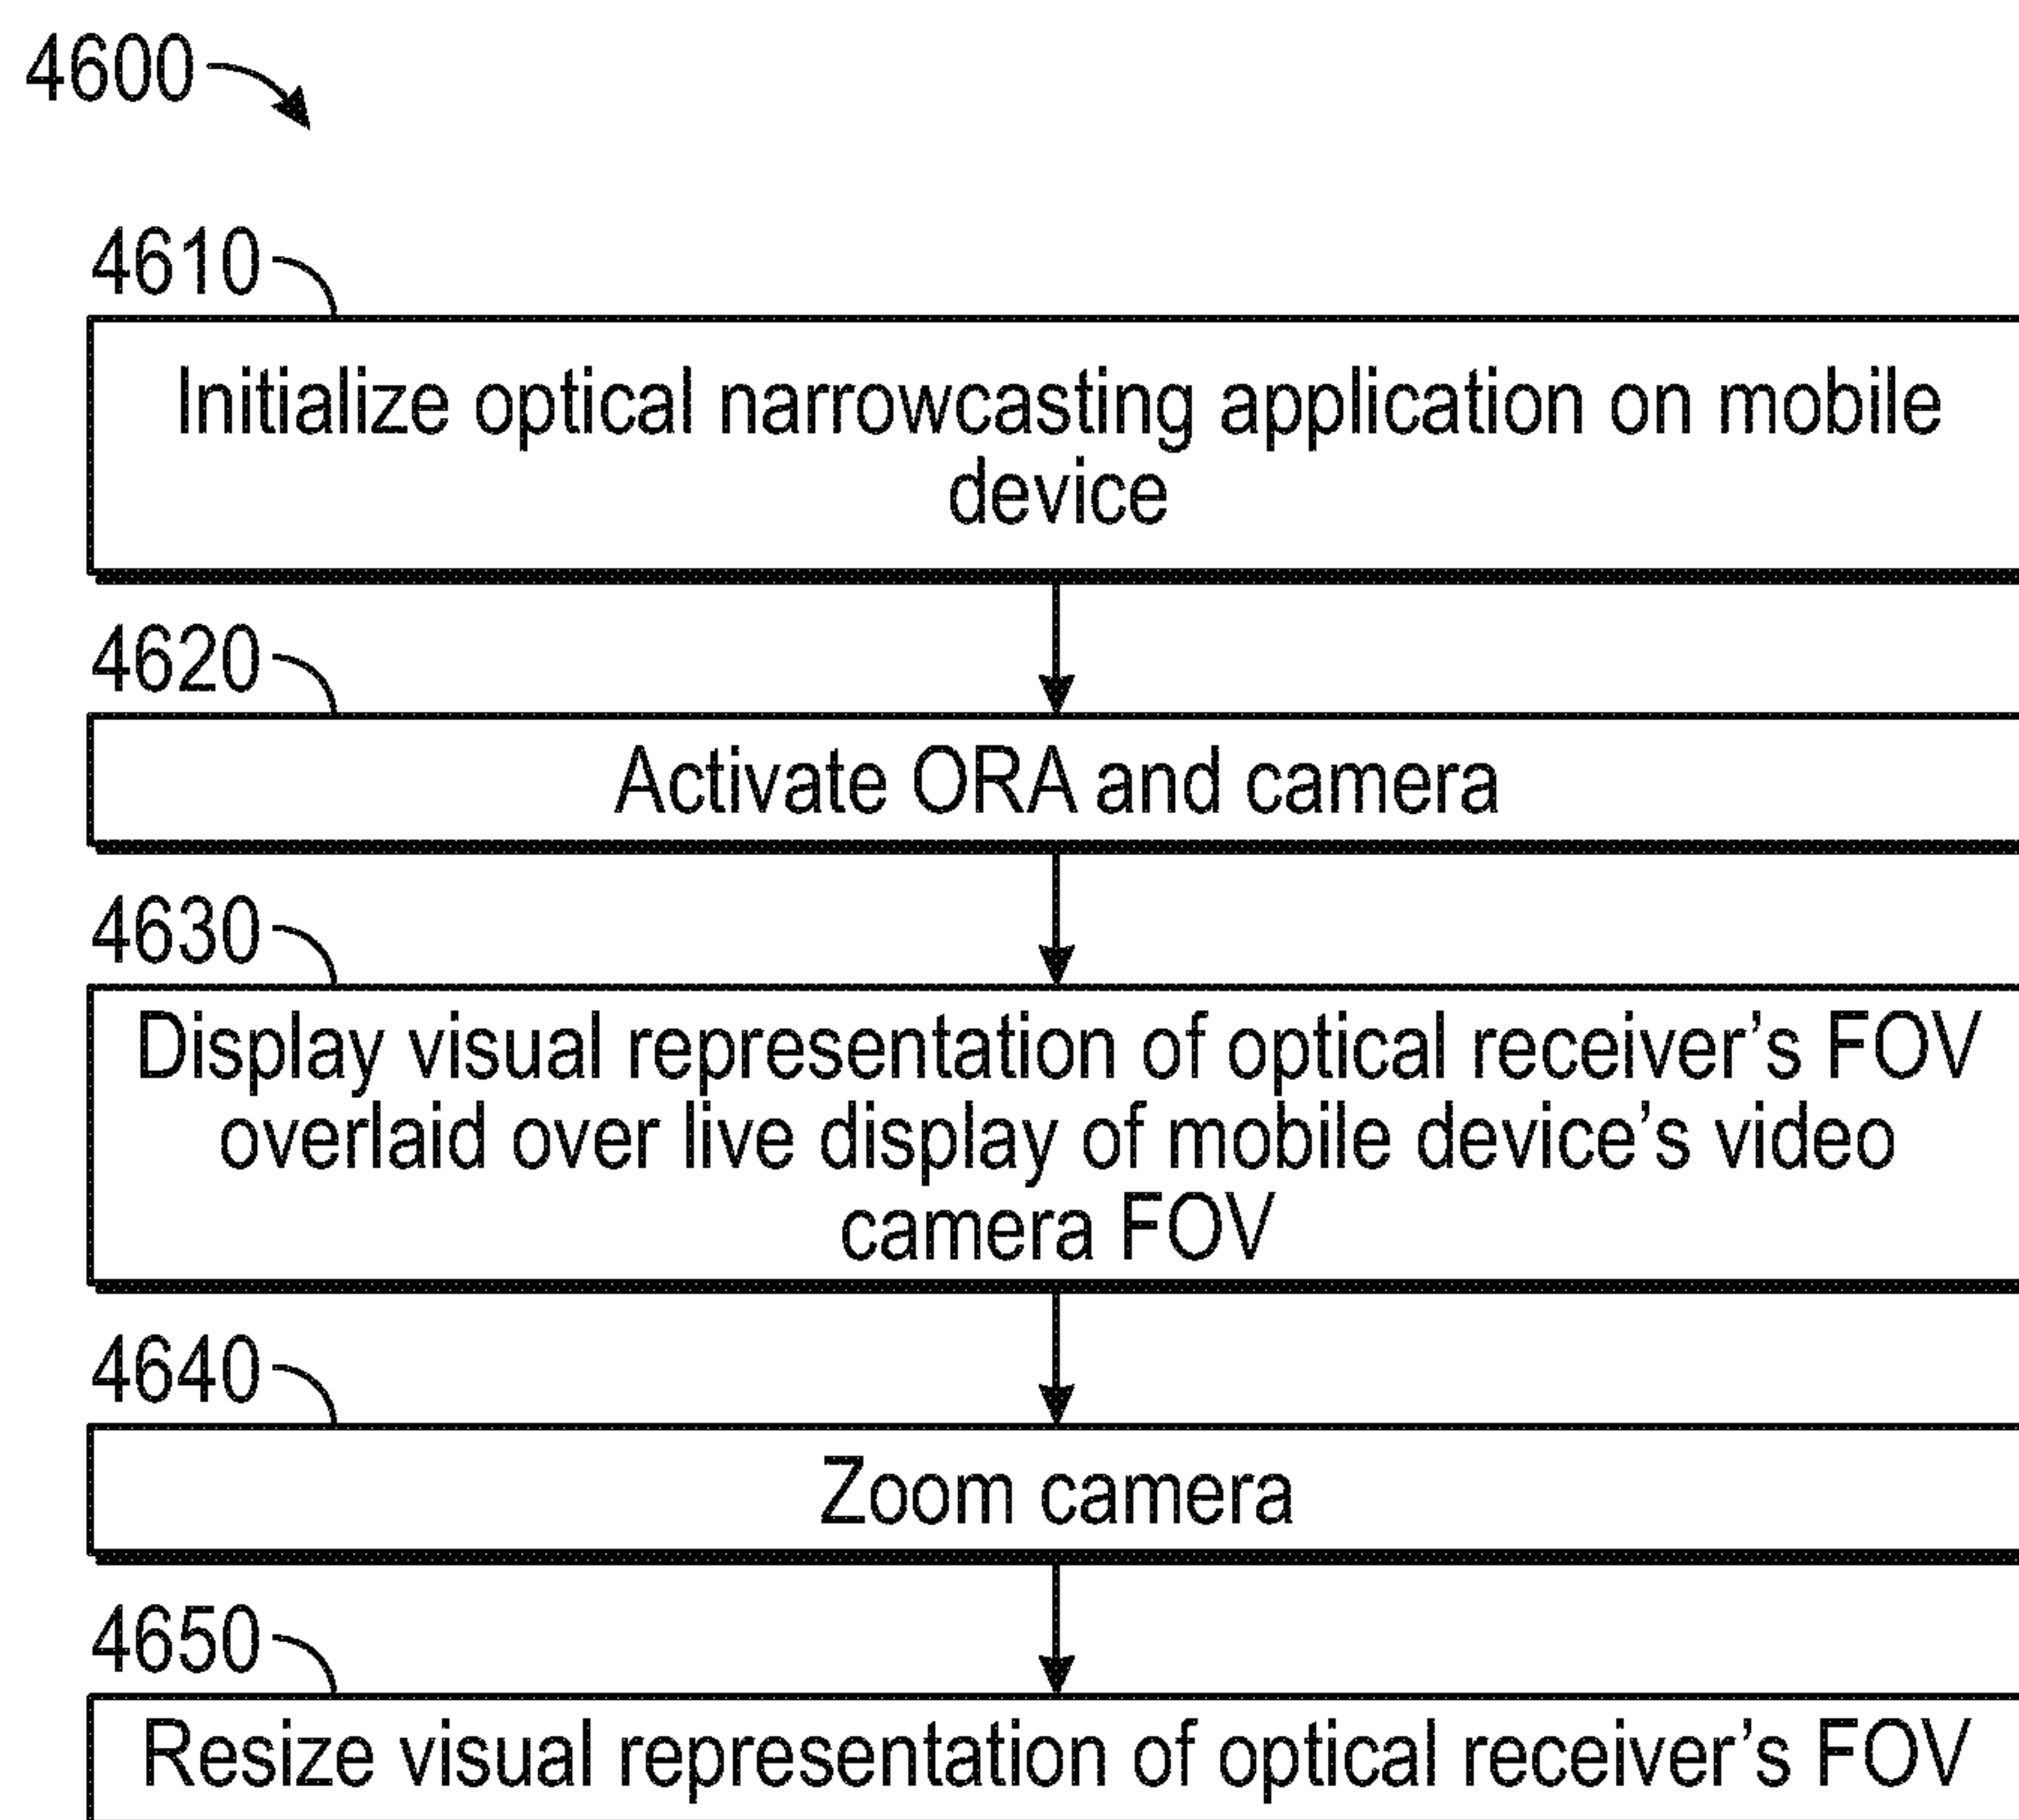 4600
4610
Initialize optical narrowcasting application on mobile
device
4620
Activate ORA and camera
4630
Display visual representation of optical receiver’s FOV
overlaid over live display of mobile device’s video
camera FOV
4640
Zoom camera
4650
Resize visual representation of optical receiver’s FOV